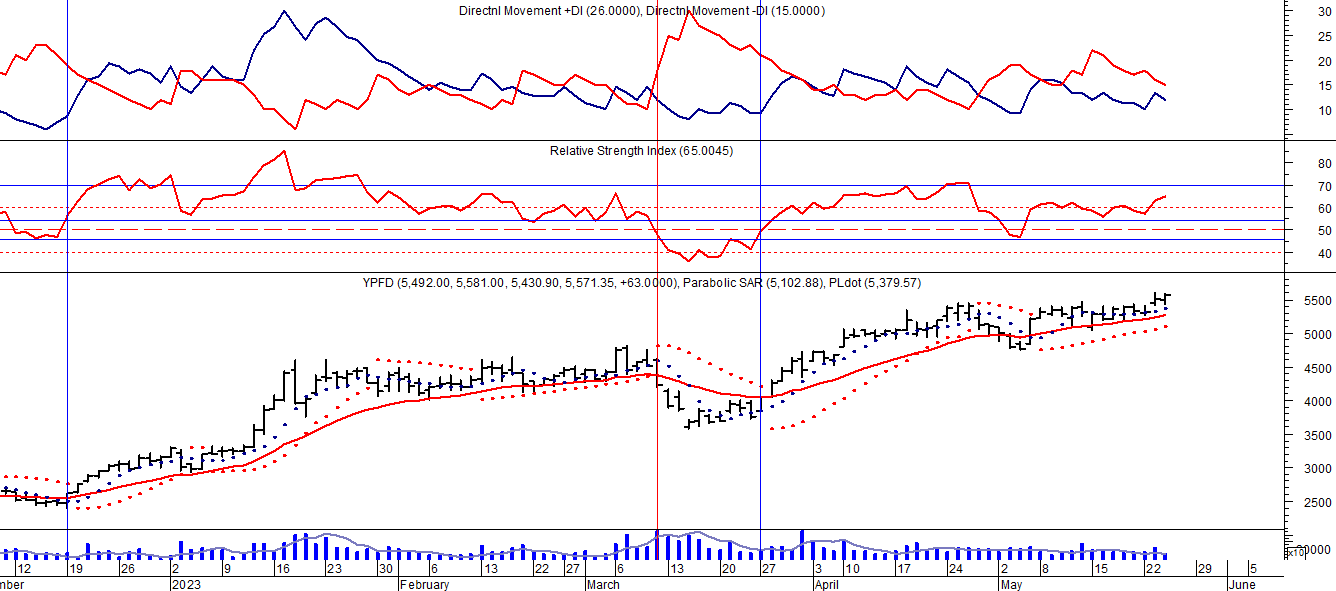 Directnl Movement +DI (26.0000), Directnl Movement -DI (15.0000)
30
25
20
15
10
Relative Strength Index (65.0045)
80
70
60
50
40
YPFD (5,492.00, 5,581.00, 5,430.90, 5,571.35, +63.0000), Parabolic SAR (5,102.88), PLdot (5,379.57)
5500
5000
4500
4000
3500
3000
2500
x10
12 19 26 2 9 16 23 30 6 13 22 27 6 13 20 27 3 10 17 24 2 8 15 22 29 5
mber 2023 February March April May June